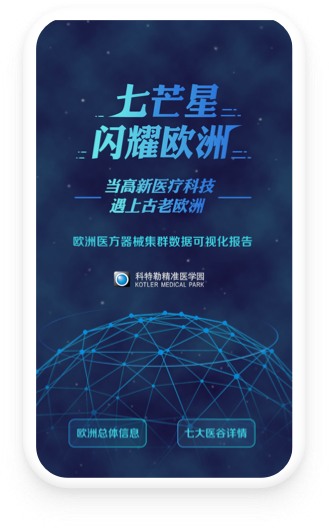 七芒星
闪耀欧洲
当高新医疗科技
遇上古老欧洲
欧洲医方器械集群数据可视化报告
科特勒精准医学园
KOTLER MEDICAL PARK
欧洲总体信息
七大医谷详情